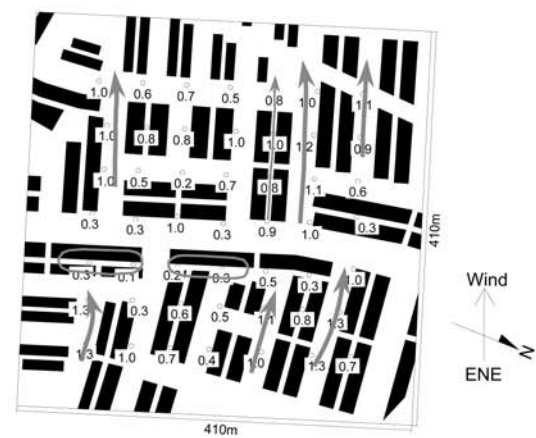 1.0 0.6 0.7 0.5 0.8 1.0 1.1
1.0 0.8 0.8 1.0 1.0 1.2 0.9
1.0 0.5 0.2 0.7 0.8 1.1 0.6
0.3 0.3 1.0 0.3 0.9 1.0 0.3
410m
0.3 0.1 0.2 0.3 0.5 0.3 1.0
Wind
1.3 0.3 0.6 0.5 1.1 0.8 1.3
N
1.3 1.0 0.7 0.4 1.0 1.3 0.7
ENE
410m